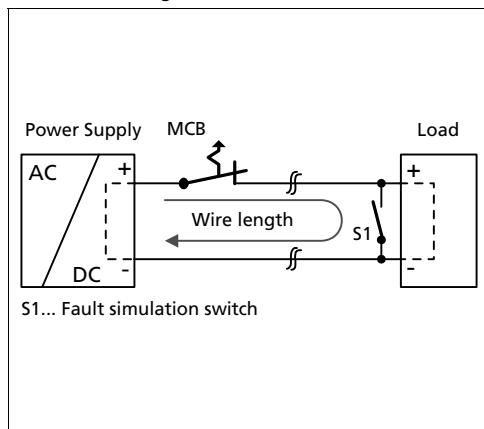 Power Supply MCB Load
AC + +
Wire length
S1
DC - -
S1... Fault simulation switch